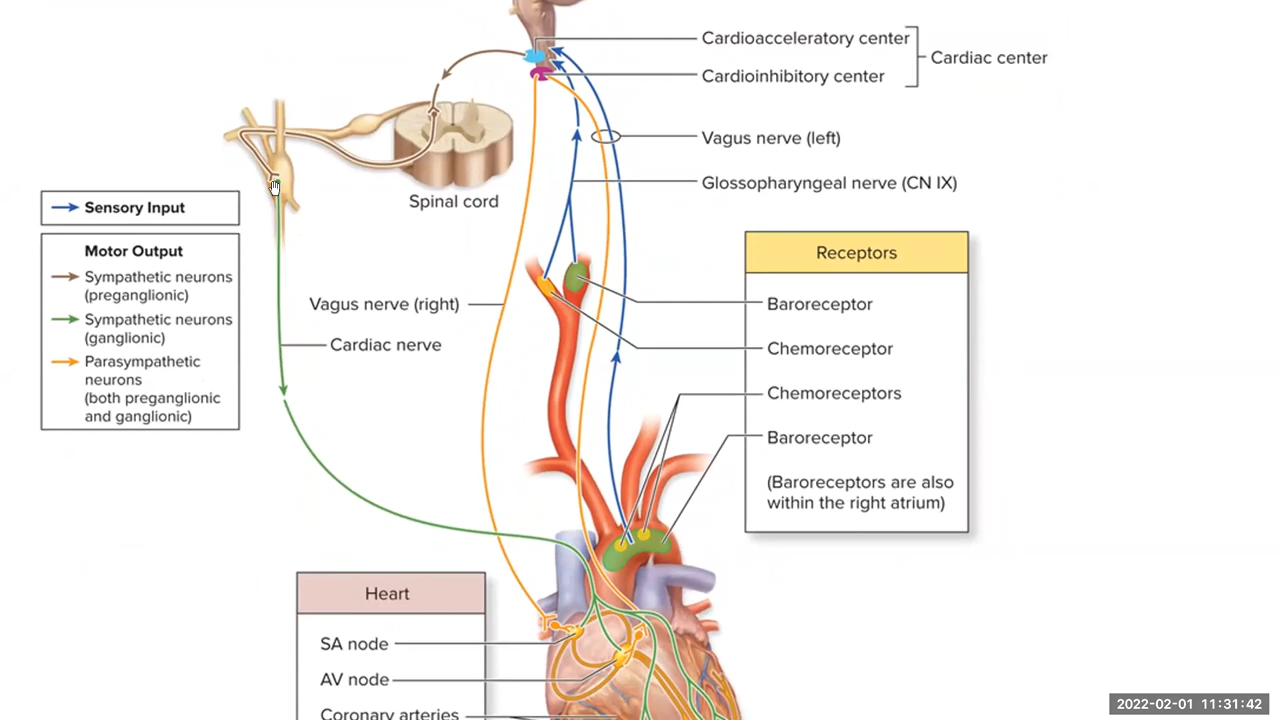 Cardioacceleratory center
Cardiac center
Cardioinhibitory center
Vagus nerve (left)
Glossopharyngeal nerve (CN IX)
Spinal cord
Sensory Input
Motor Output
Sympathetic neurons
(preganglionic)
Sympathetic neurons
(ganglionic)
Parasympathetic
neurons
(both preganglionic
and ganglionic)
Vagus nerve (right)
Cardiac nerve
Receptors
Baroreceptor
Chemoreceptor
Chemoreceptors
Baroreceptor
(Baroreceptors are also
within the right atrium)
Heart
SA node
AV node
Coronary arteries
2022-02-01 11:31:42